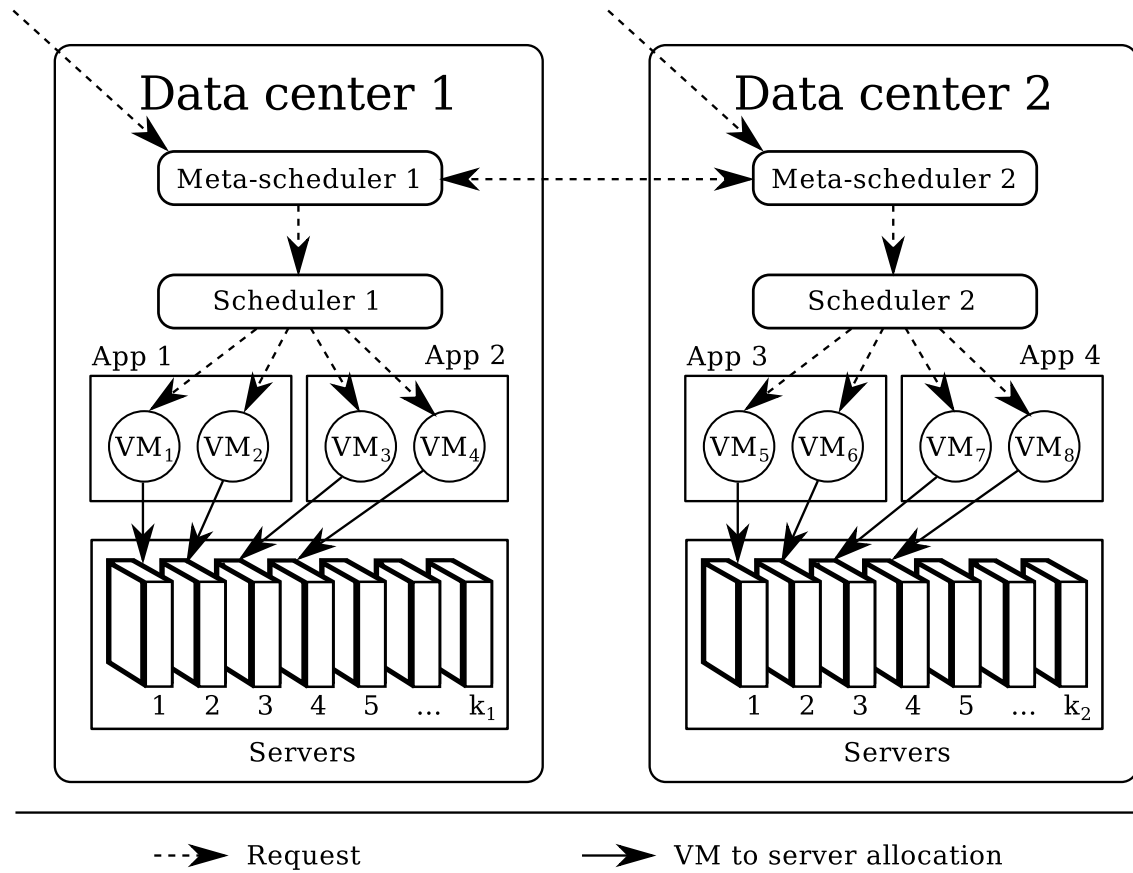 Data center 1
Meta-scheduler 1
Scheduler 1
App 1
App 2
VM₁ VM₂ VM₃ VM₄
1 2 3 4 5 ... k₁
Servers
Data center 2
Meta-scheduler 2
Scheduler 2
App 3
App 4
VM₅ VM₆ VM₇ VM₈
1 2 3 4 5 ... k₂
Servers
Request
VM to server allocation